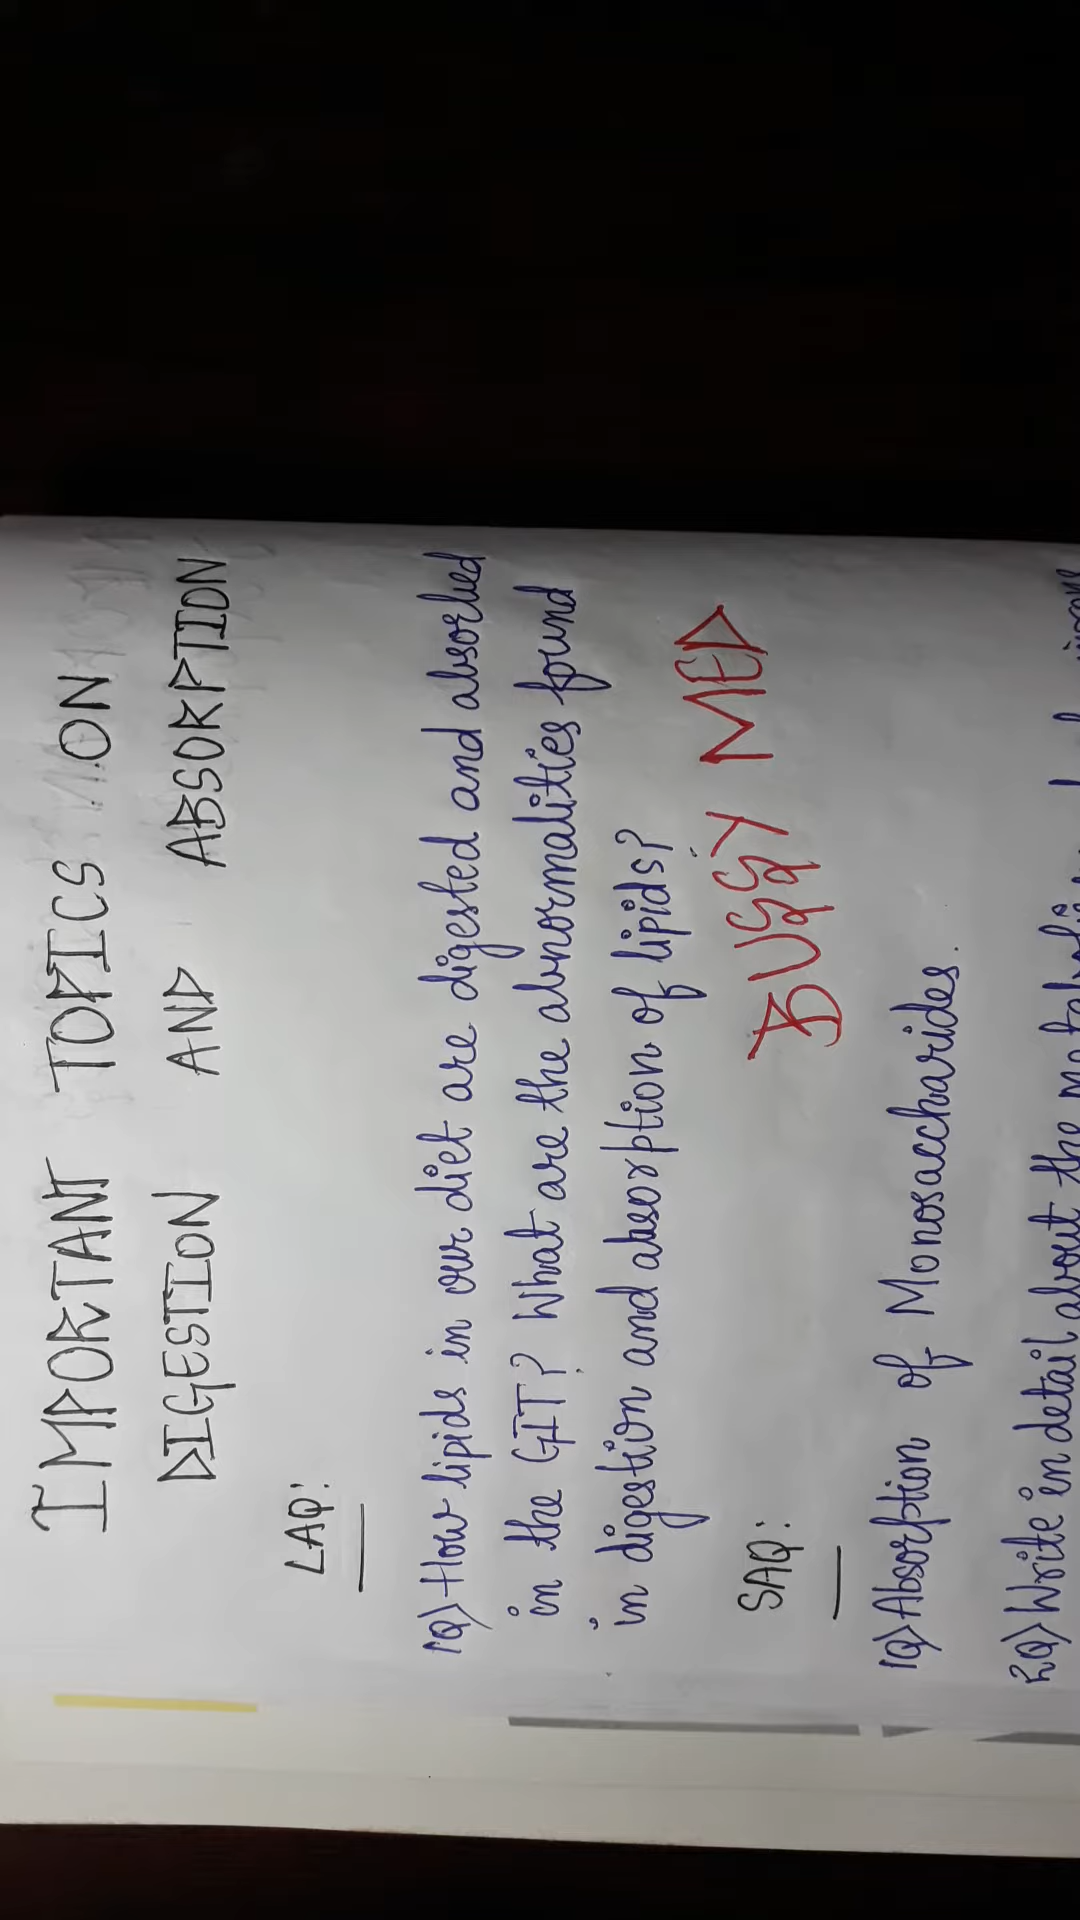 IMPORTANT TOPICS ON
DIGESTION AND ABSORPTION
LAQ:
1Q) How lipids in our diet are digested and absorbed
in the GIT? What are the abnormalities found
in digestion and absorption of lipids?
BUGGY MED
SAQ:
1Q) Absorption of Monosaccharides.
2Q) Write in detail about the